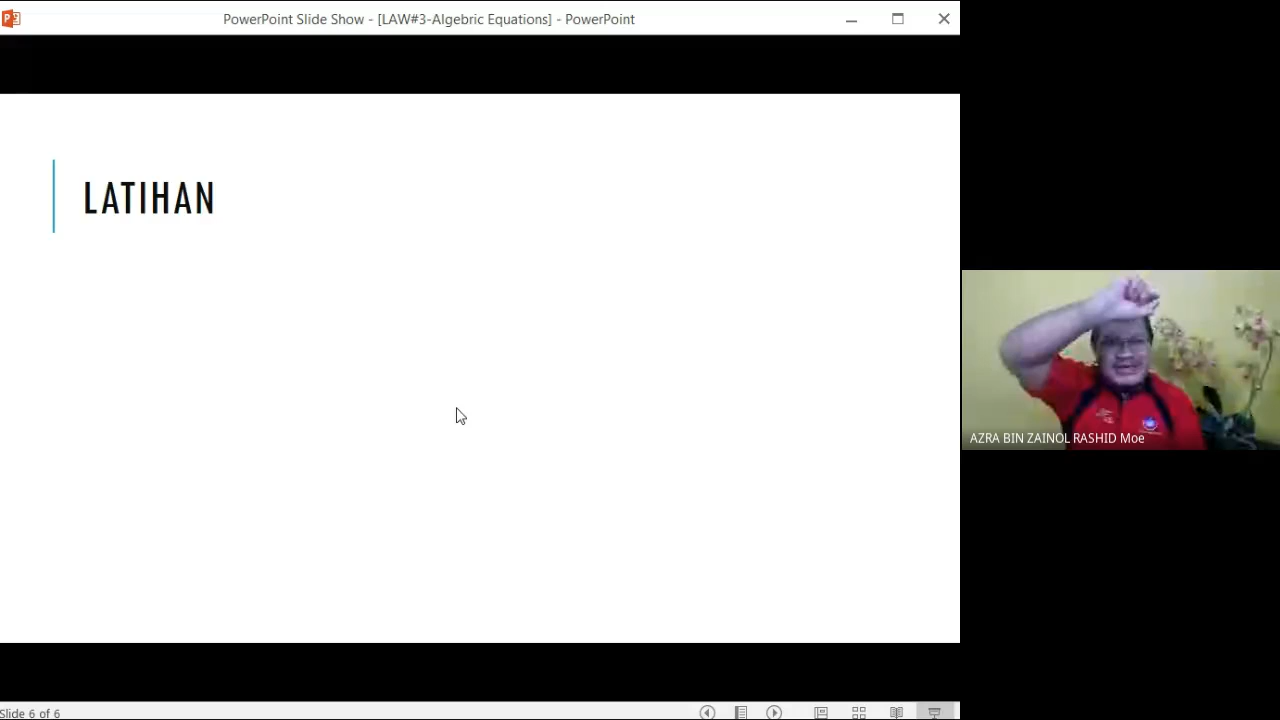 PowerPoint Slide Show - [LAW#3-Algebric Equations] - PowerPoint
LATIHAN
AZRA BIN ZAINOL RASHID Moe
Slide 6 of 6